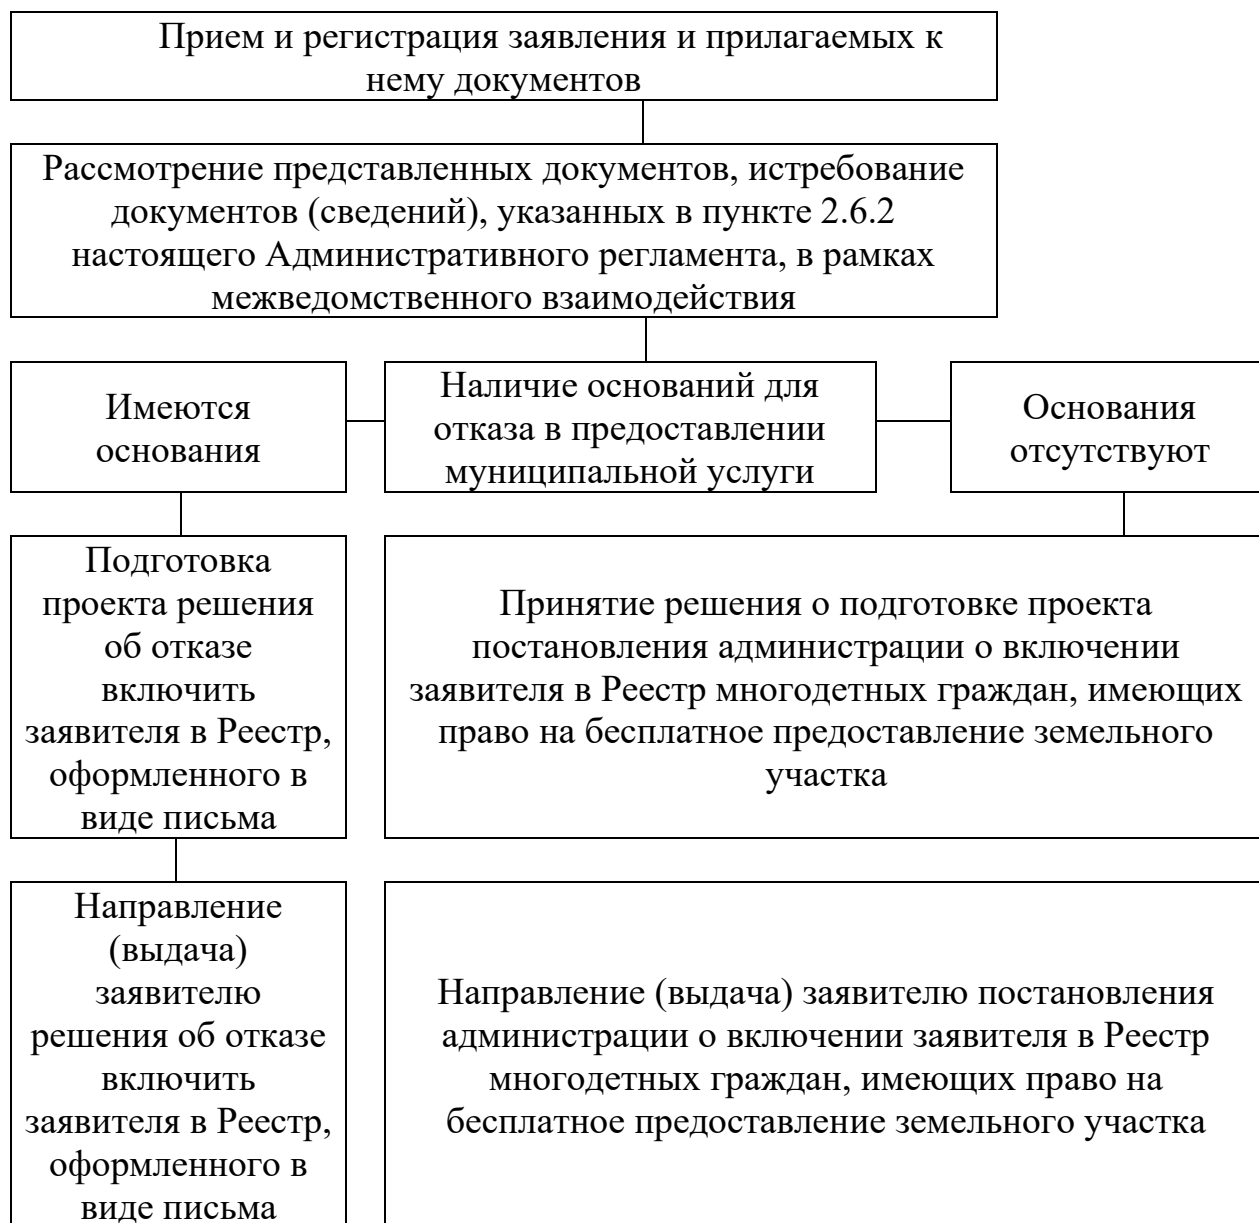 Прием и регистрация заявления и прилагаемых к
нему документов
Рассмотрение представленных документов, истребование
документов (сведений), указанных в пункте 2.6.2
настоящего Административного регламента, в рамках
межведомственного взаимодействия
Имеются
основания
Наличие оснований для
отказа в предоставлении
муниципальной услуги
Основания
отсутствуют
Подготовка
проекта решения
об отказе
включить
заявителя в Реестр,
оформленного в
виде письма
Принятие решения о подготовке проекта
постановления администрации о включении
заявителя в Реестр многодетных граждан, имеющих
право на бесплатное предоставление земельного
участка
Направление
(выдача)
заявителю
решения об отказе
включить
заявителя в Реестр,
оформленного в
виде письма
Направление (выдача) заявителю постановления
администрации о включении заявителя в Реестр
многодетных граждан, имеющих право на
бесплатное предоставление земельного участка